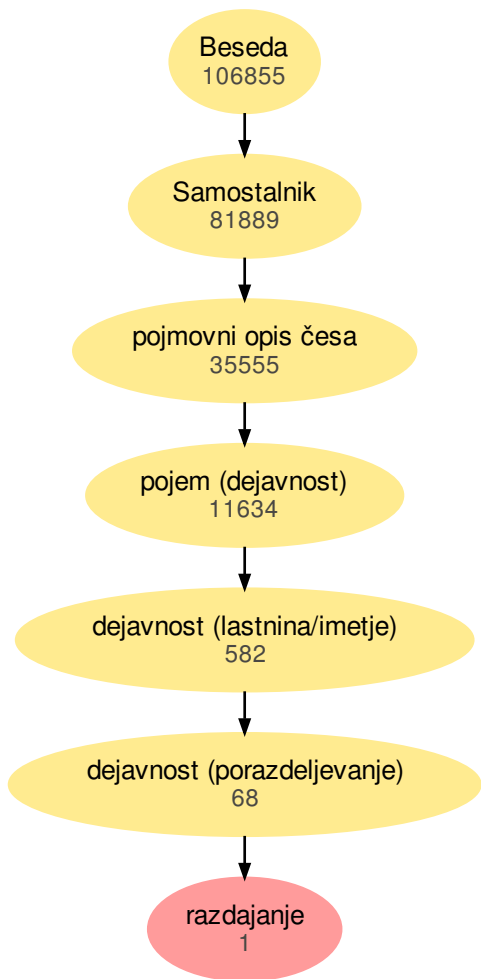 Beseda
106855
Samostalnik
81889
pojmovni opis česa
35555
pojem (dejavnost)
11634
dejavnost (lastnina/imetje)
582
dejavnost (porazdeljevanje)
68
razdajanje
1